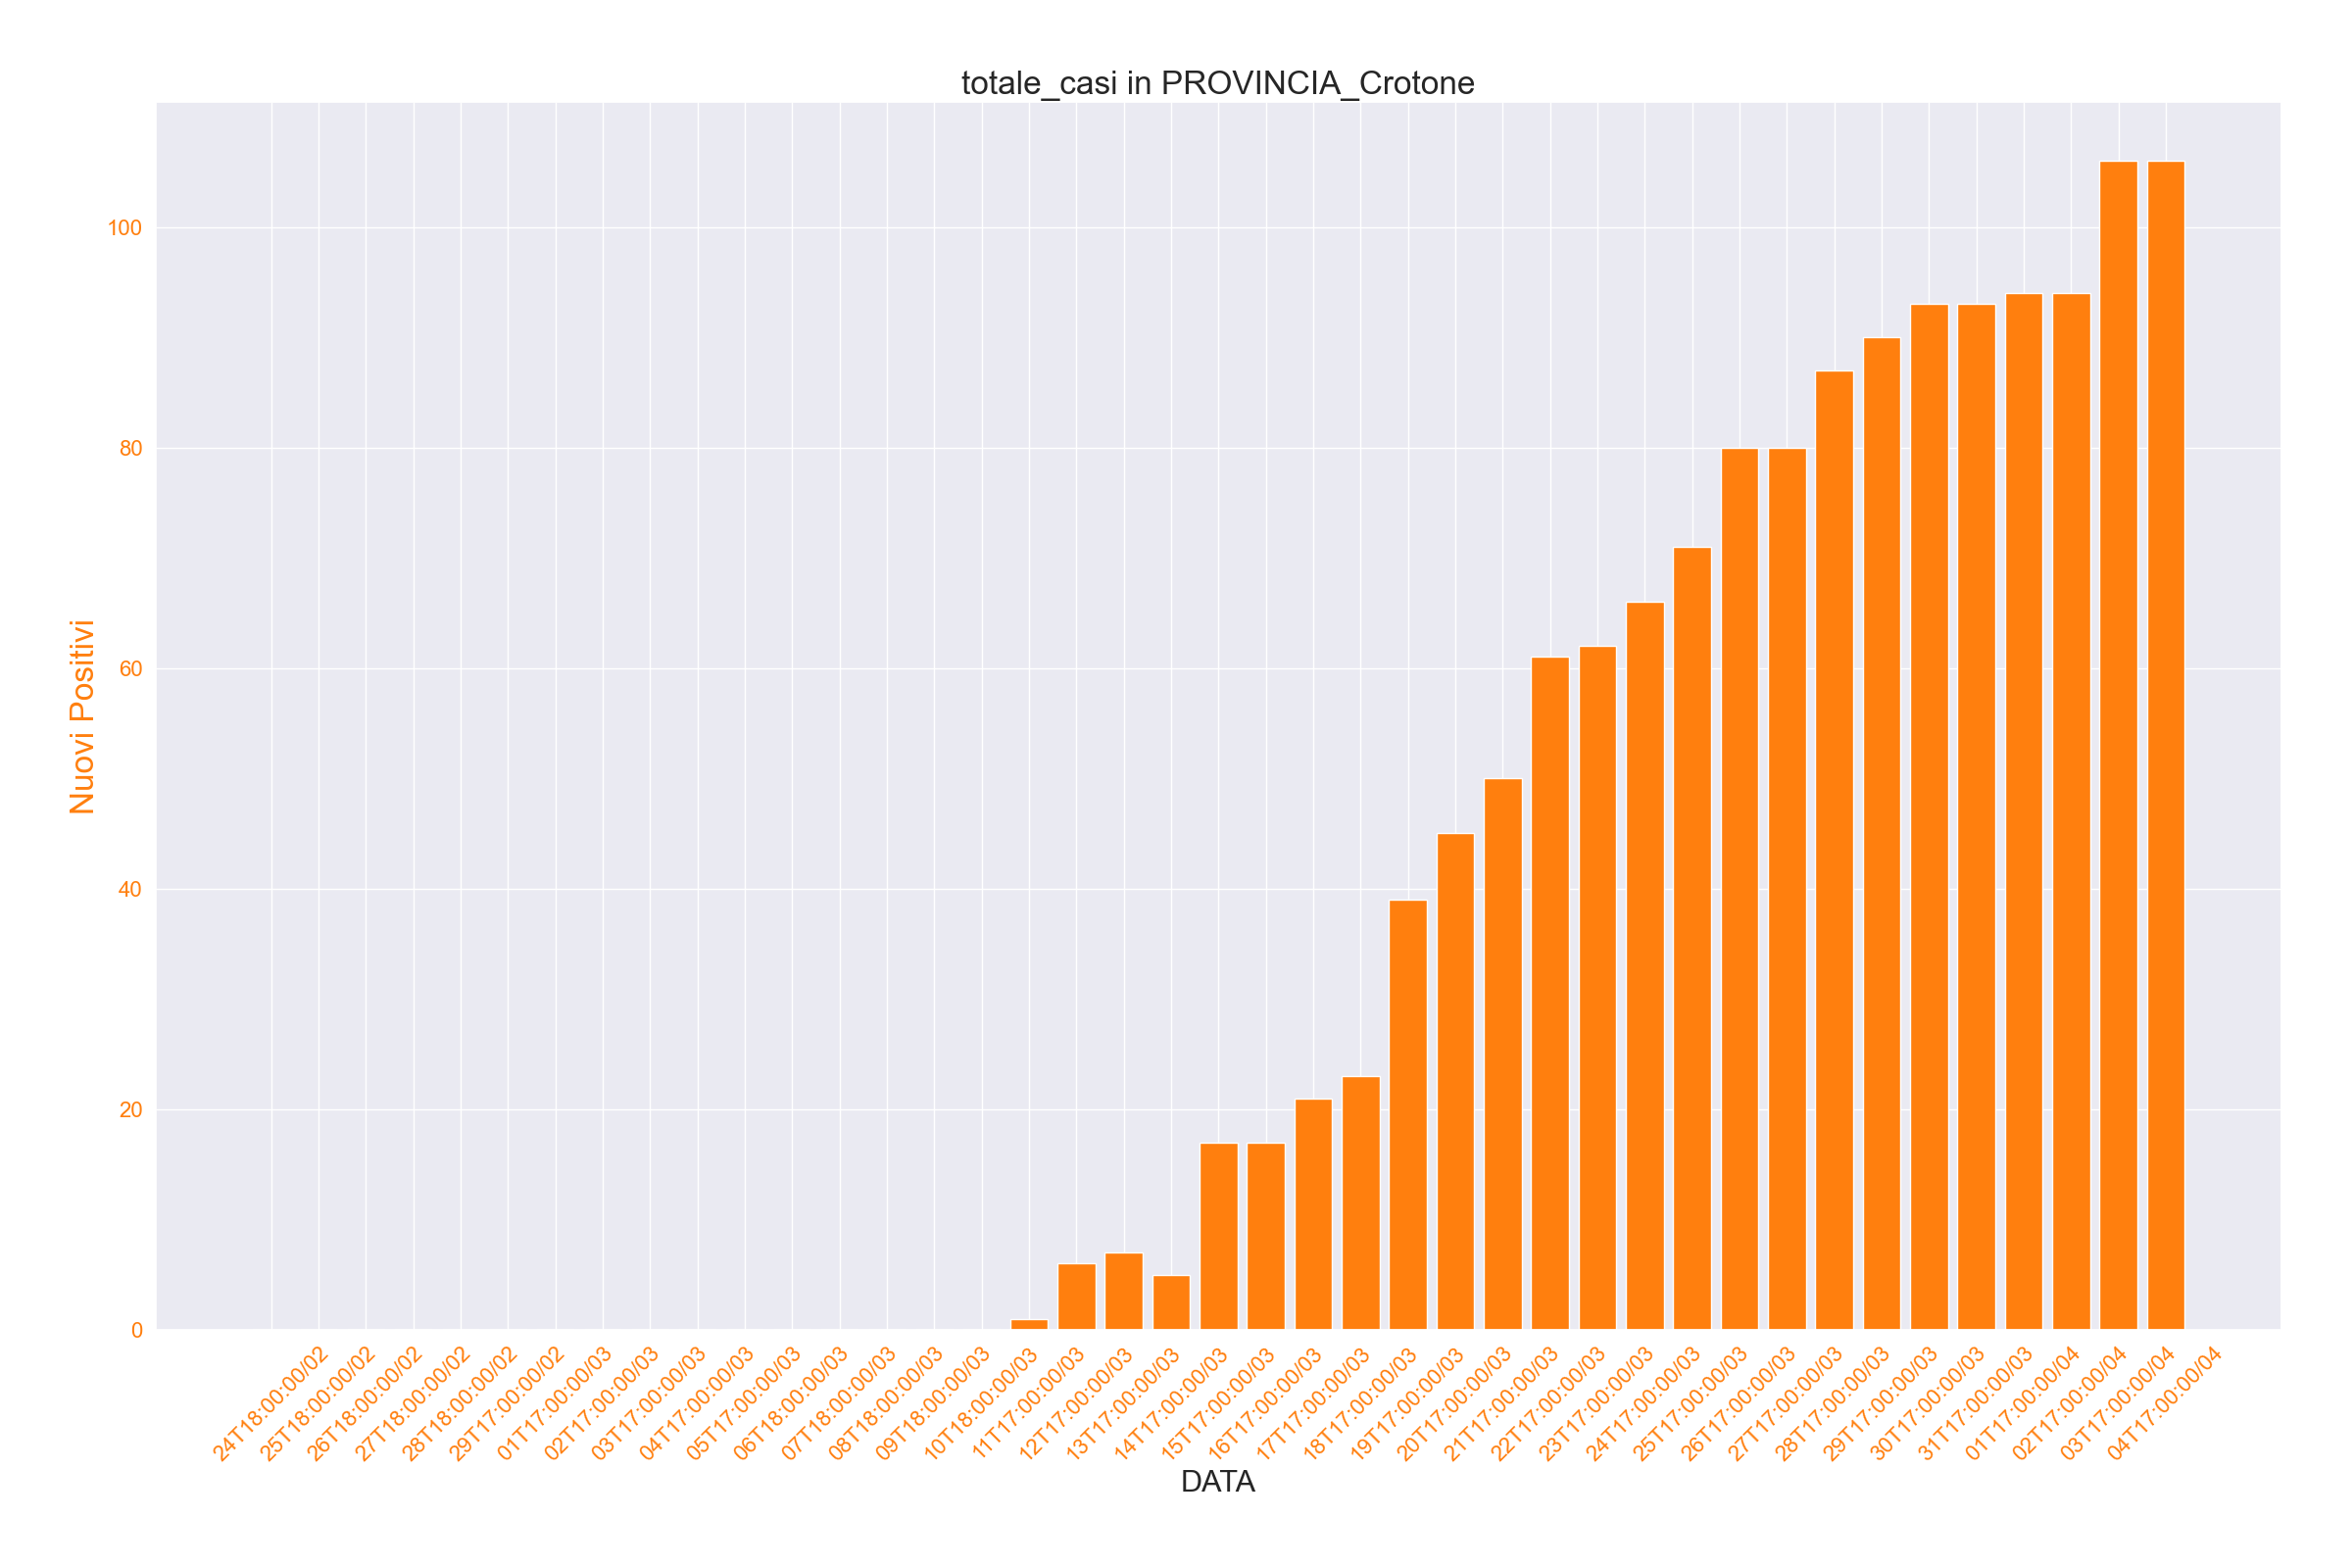 totale_casi in PROVINCIA_Crotone
Nuovi Positivi
100
80
60
40
20
0
24T18:00:00/02
25T18:00:00/02
26T18:00:00/02
27T18:00:00/02
28T18:00:00/02
29T17:00:00/02
01T17:00:00/03
02T17:00:00/03
03T17:00:00/03
04T17:00:00/03
05T17:00:00/03
06T18:00:00/03
07T18:00:00/03
08T18:00:00/03
09T18:00:00/03
10T18:00:00/03
11T17:00:00/03
12T17:00:00/03
13T17:00:00/03
14T17:00:00/03
15T17:00:00/03
16T17:00:00/03
17T17:00:00/03
18T17:00:00/03
19T17:00:00/03
20T17:00:00/03
21T17:00:00/03
22T17:00:00/03
23T17:00:00/03
24T17:00:00/03
25T17:00:00/03
26T17:00:00/03
27T17:00:00/03
28T17:00:00/03
29T17:00:00/03
30T17:00:00/03
31T17:00:00/03
01T17:00:00/04
02T17:00:00/04
03T17:00:00/04
04T17:00:00/04
DATA